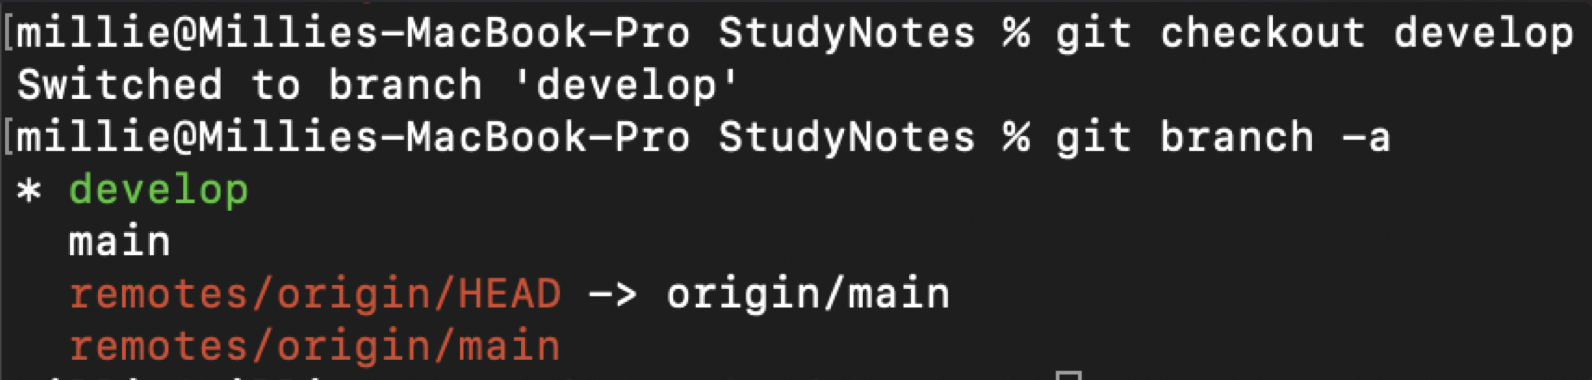 [millie@Millies-MacBook-Pro StudyNotes % git checkout develop
Switched to branch 'develop'
[millie@Millies-MacBook-Pro StudyNotes % git branch -a
* develop
  main
  remotes/origin/HEAD -> origin/main
  remotes/origin/main